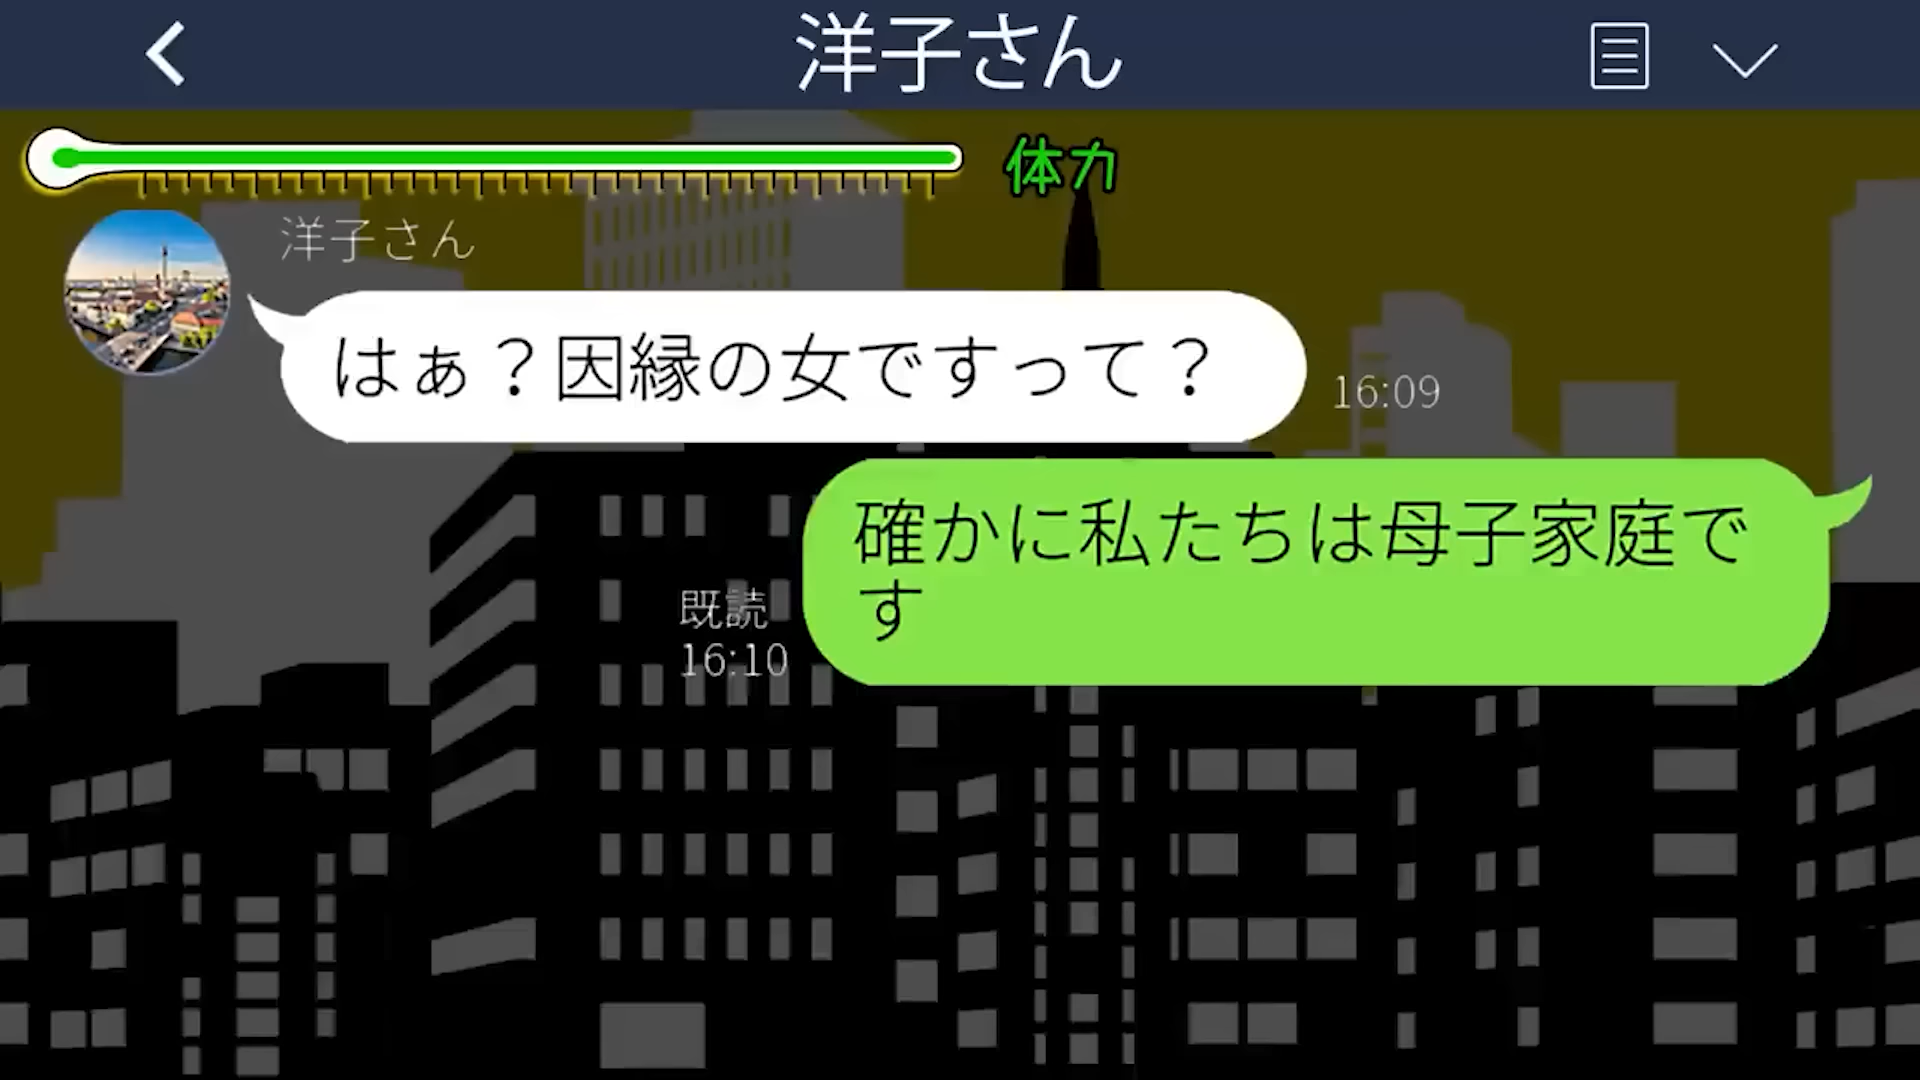 洋子さん
体力
洋子さん
はぁ？因縁の女ですって？
16:09
確かに私たちは母子家庭で
す
既読
16:10